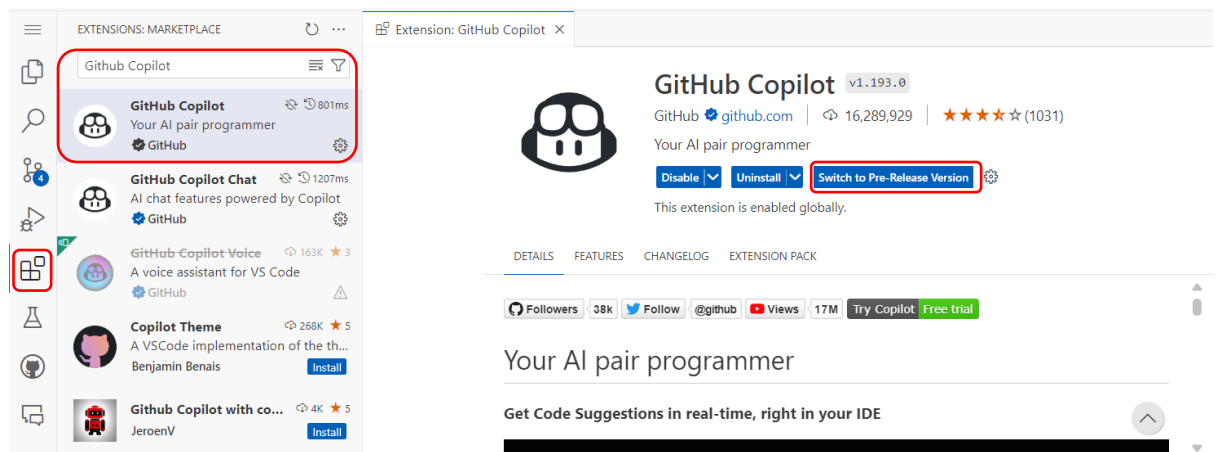 EXTENSIONS: MARKETPLACE
Github Copilot
GitHub Copilot 801ms
Your AI pair programmer
GitHub
GitHub Copilot Chat 1207ms
AI chat features powered by Copilot
GitHub
GitHub Copilot Voice 163K ★ 3
A voice assistant for VS Code
GitHub
Copilot Theme 268K ★ 5
A VSCode implementation of the th...
Benjamin Benais Install
Github Copilot with co... 4K ★ 5
JeroenV Install
4
Extension: GitHub Copilot
GitHub Copilot v1.193.0
GitHub github.com 16,289,929 (1031)
Your AI pair programmer
Disable Uninstall Switch to Pre-Release Version
This extension is enabled globally.
DETAILS FEATURES CHANGELOG EXTENSION PACK
Followers 38k Follow @github Views 17M Try Copilot Free trial
Your AI pair programmer
Get Code Suggestions in real-time, right in your IDE